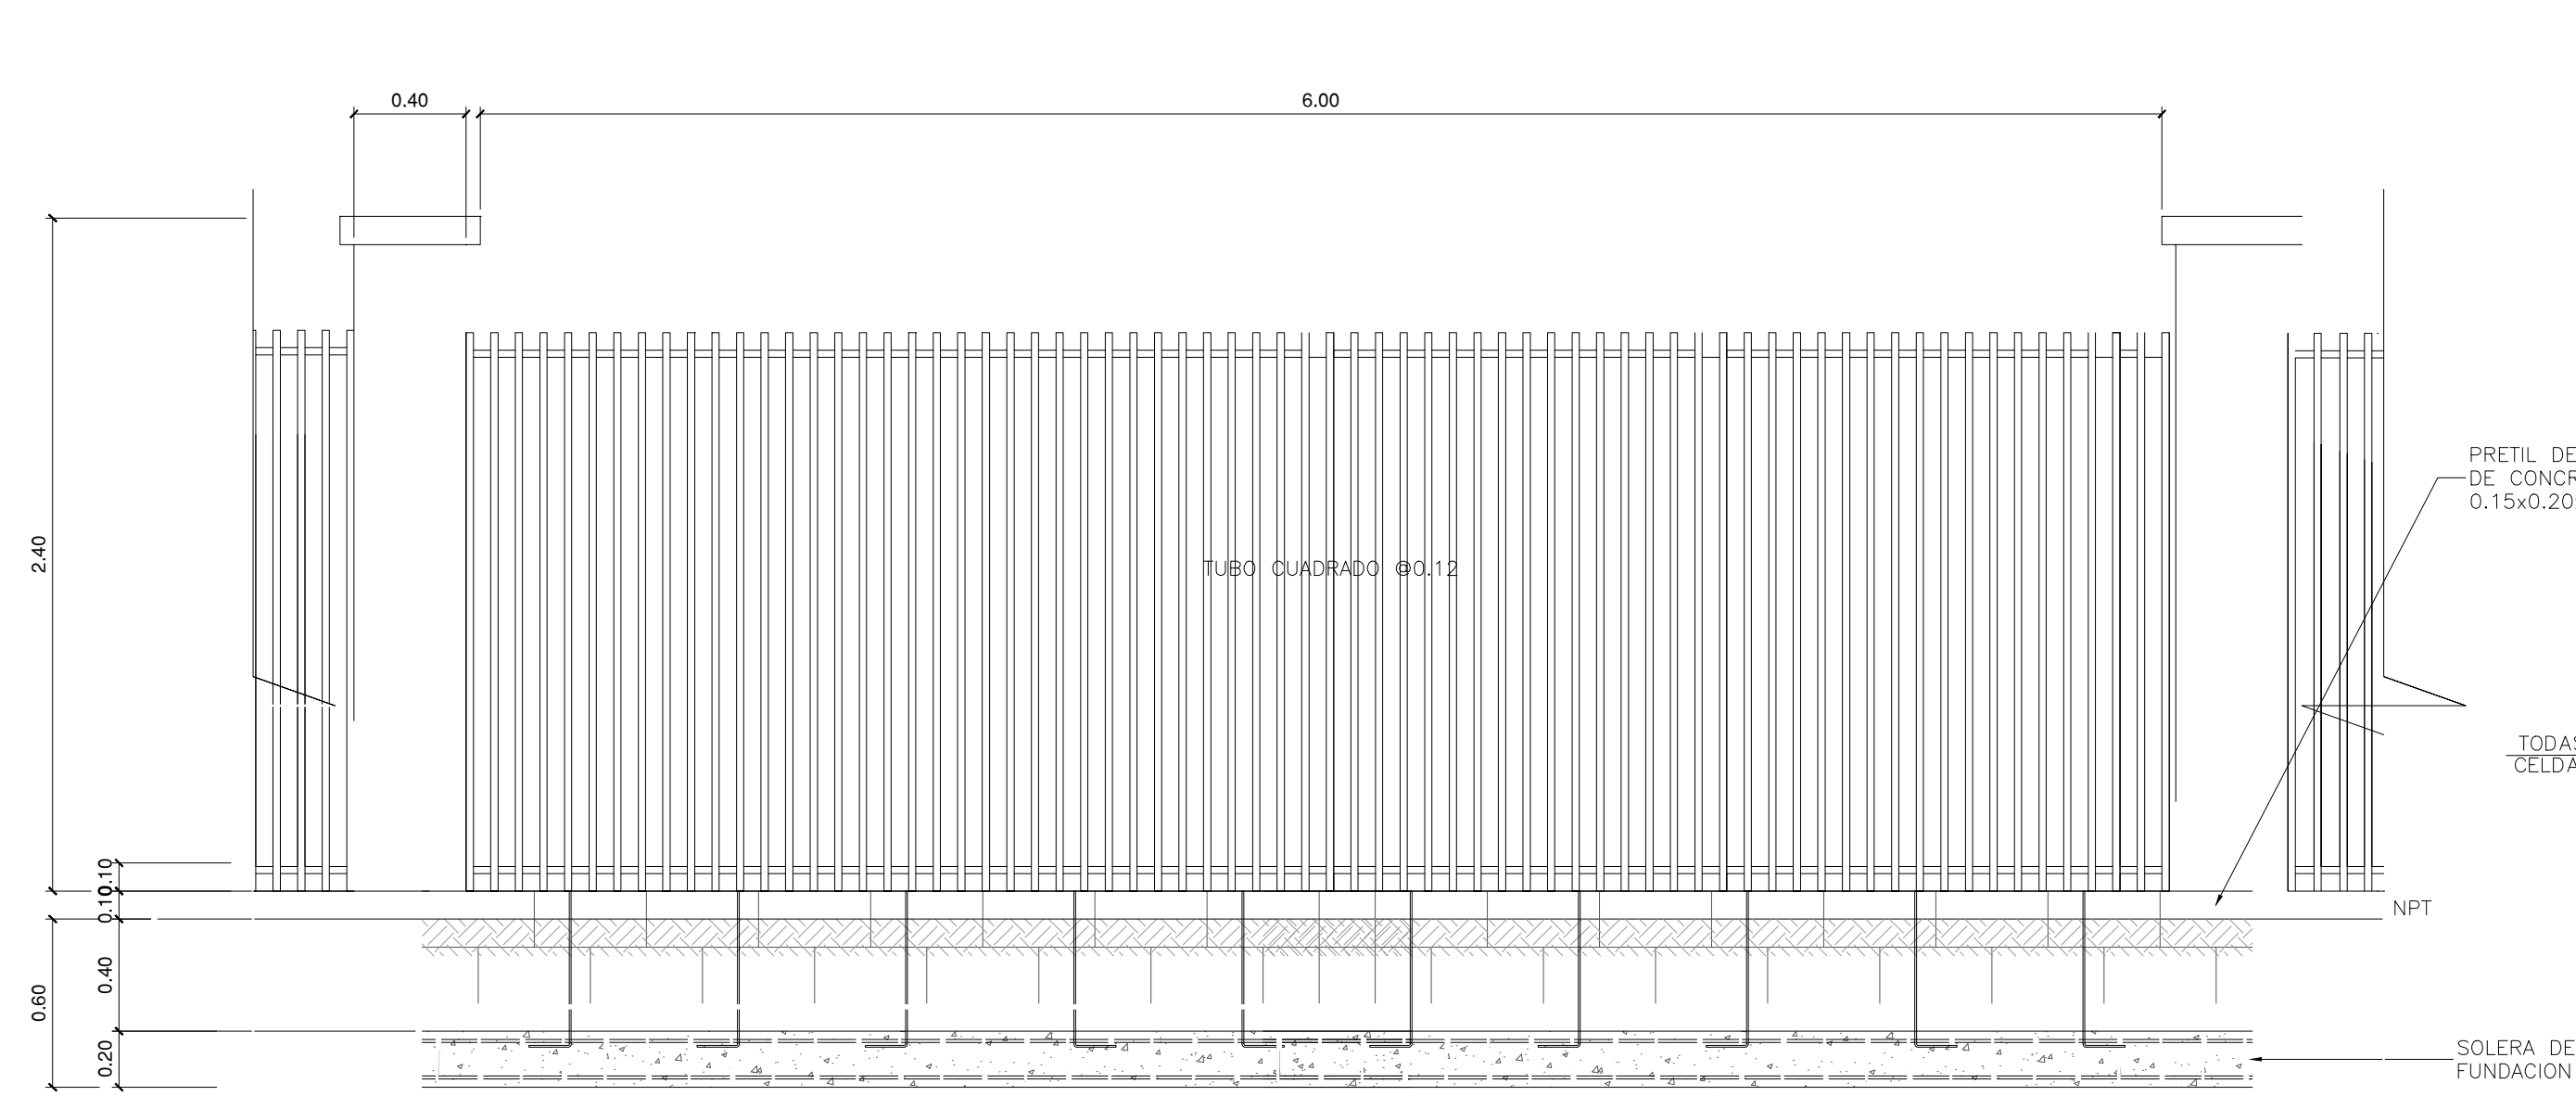 0.40
6.00
2.40
PRETIL DE
DE CONCR
0.15x0.20
TUBO CUADRADO @0.12
TODAS
CELDA
0.10
0.10
NPT
0.40
0.60
0.20
SOLERA DE
FUNDACION